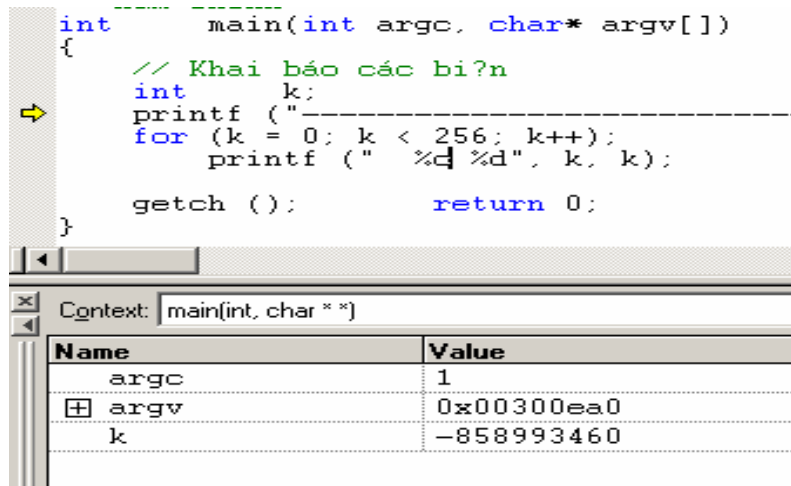 int main(int argc, char* argv[])
{
// Khai báo các bi?n
int k;
printf ("--------------------------
for (k = 0; k < 256; k++);
printf (" %c %d", k, k);
getch (); return 0;
}
Context: main(int, char * *)
Name Value
argc 1
argv 0x00300ea0
k -858993460